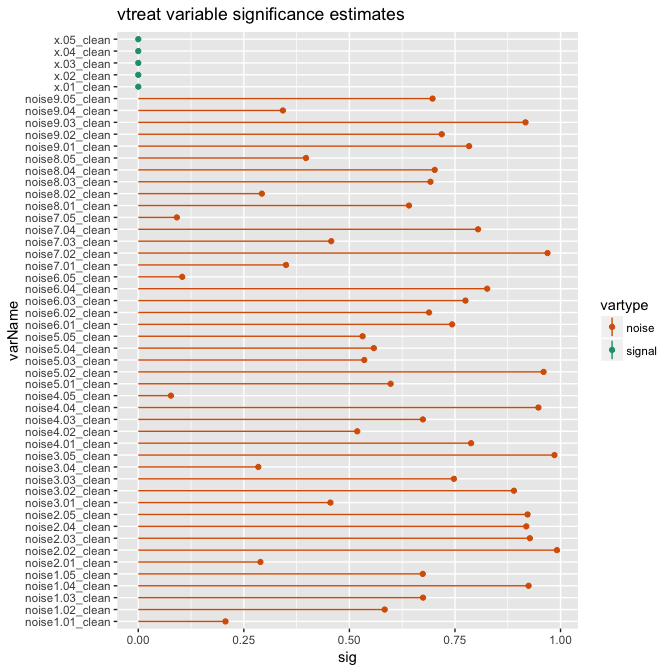 vtreat variable significance estimates
x.05_clean
x.04_clean
x.03_clean
x.02_clean
x.01_clean
noise9.05_clean
noise9.04_clean
noise9.03_clean
noise9.02_clean
noise9.01_clean
noise8.05_clean
noise8.04_clean
noise8.03_clean
noise8.02_clean
noise8.01_clean
noise7.05_clean
noise7.04_clean
noise7.03_clean
noise7.02_clean
noise7.01_clean
noise6.05_clean
noise6.04_clean
noise6.03_clean
noise6.02_clean
noise6.01_clean
noise5.05_clean
noise5.04_clean
noise5.03_clean
noise5.02_clean
noise5.01_clean
noise4.05_clean
noise4.04_clean
noise4.03_clean
noise4.02_clean
noise4.01_clean
noise3.05_clean
noise3.04_clean
noise3.03_clean
noise3.02_clean
noise3.01_clean
noise2.05_clean
noise2.04_clean
noise2.03_clean
noise2.02_clean
noise2.01_clean
noise1.05_clean
noise1.04_clean
noise1.03_clean
noise1.02_clean
noise1.01_clean
varName
0.00 0.25 0.50 0.75 1.00
sig
vartype
noise
signal